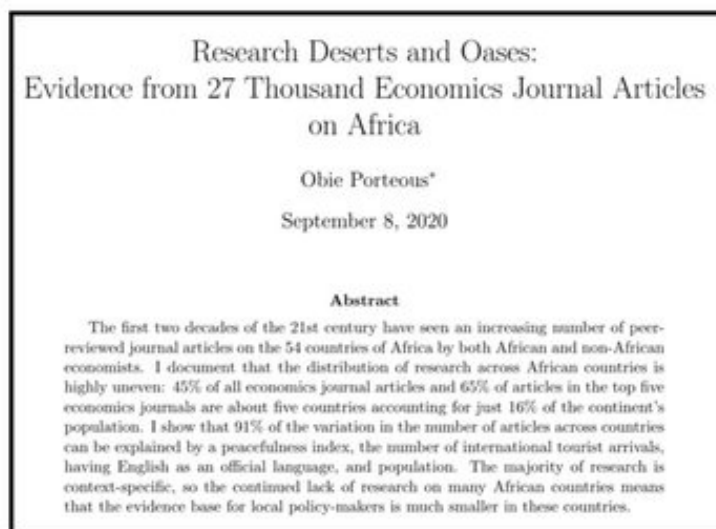 Research Deserts and Oases:
Evidence from 27 Thousand Economics Journal Articles
on Africa
Obie Porteous*
September 8, 2020
Abstract
The first two decades of the 21st century have seen an increasing number of peer-
reviewed journal articles on the 54 countries of Africa by both African and non-African
economists. I document that the distribution of research across African countries is
highly uneven: 45% of all economics journal articles and 65% of articles in the top five
economics journals are about five countries accounting for just 16% of the continent's
population. I show that 91% of the variation in the number of articles across countries
can be explained by a peacefulness index, the number of international tourist arrivals,
having English as an official language, and population. The majority of research is
context-specific, so the continued lack of research on many African countries means
that the evidence base for local policy-makers is much smaller in these countries.